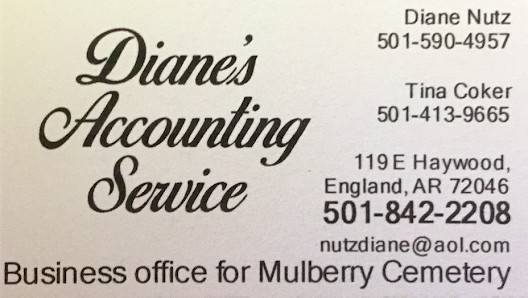 Diane's
Accounting
Service
Diane Nutz
501-590-4957
Tina Coker
501-413-9665
119 E Haywood,
England, AR 72046
501-842-2208
nutzdiane@aol.com
Business office for Mulberry Cemetery